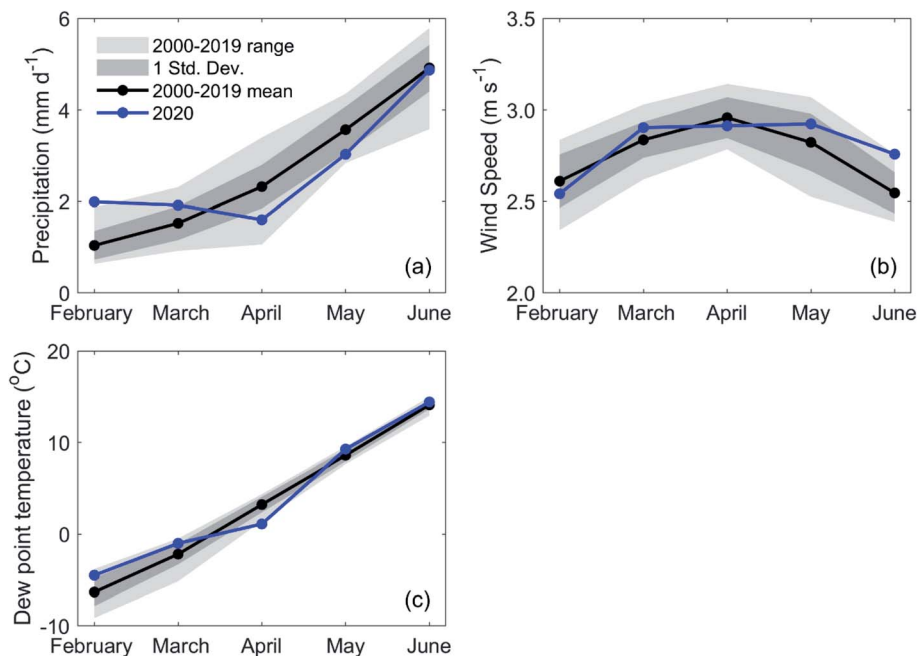 Precipitation (mm d⁻¹)
6
4
2
0
2000-2019 range
1 Std. Dev.
2000-2019 mean
2020
(a)
February March April May June
Wind Speed (m s⁻¹)
3.5
3.0
2.5
2.0
(b)
February March April May June
Dew point temperature (°C)
20
10
0
-10
(c)
February March April May June